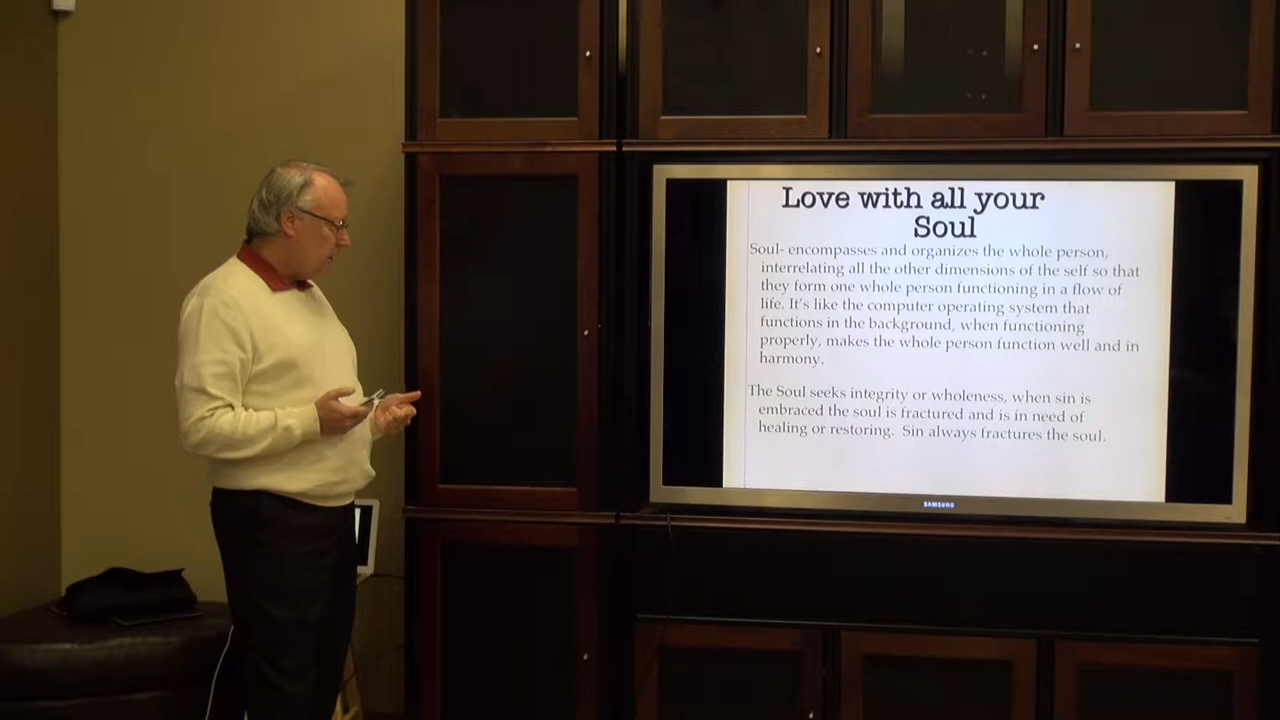 Love with all your
Soul
Soul- encompasses and organizes the whole person,
interrelating all the other dimensions of the self so that
they form one whole person functioning in a flow of
life. It's like the computer operating system that
functions in the background, when functioning
properly, makes the whole person function well and in
harmony.
The Soul seeks integrity or wholeness, when sin is
embraced the soul is fractured and is in need of
healing or restoring. Sin always fractures the soul.
SAMSUNG